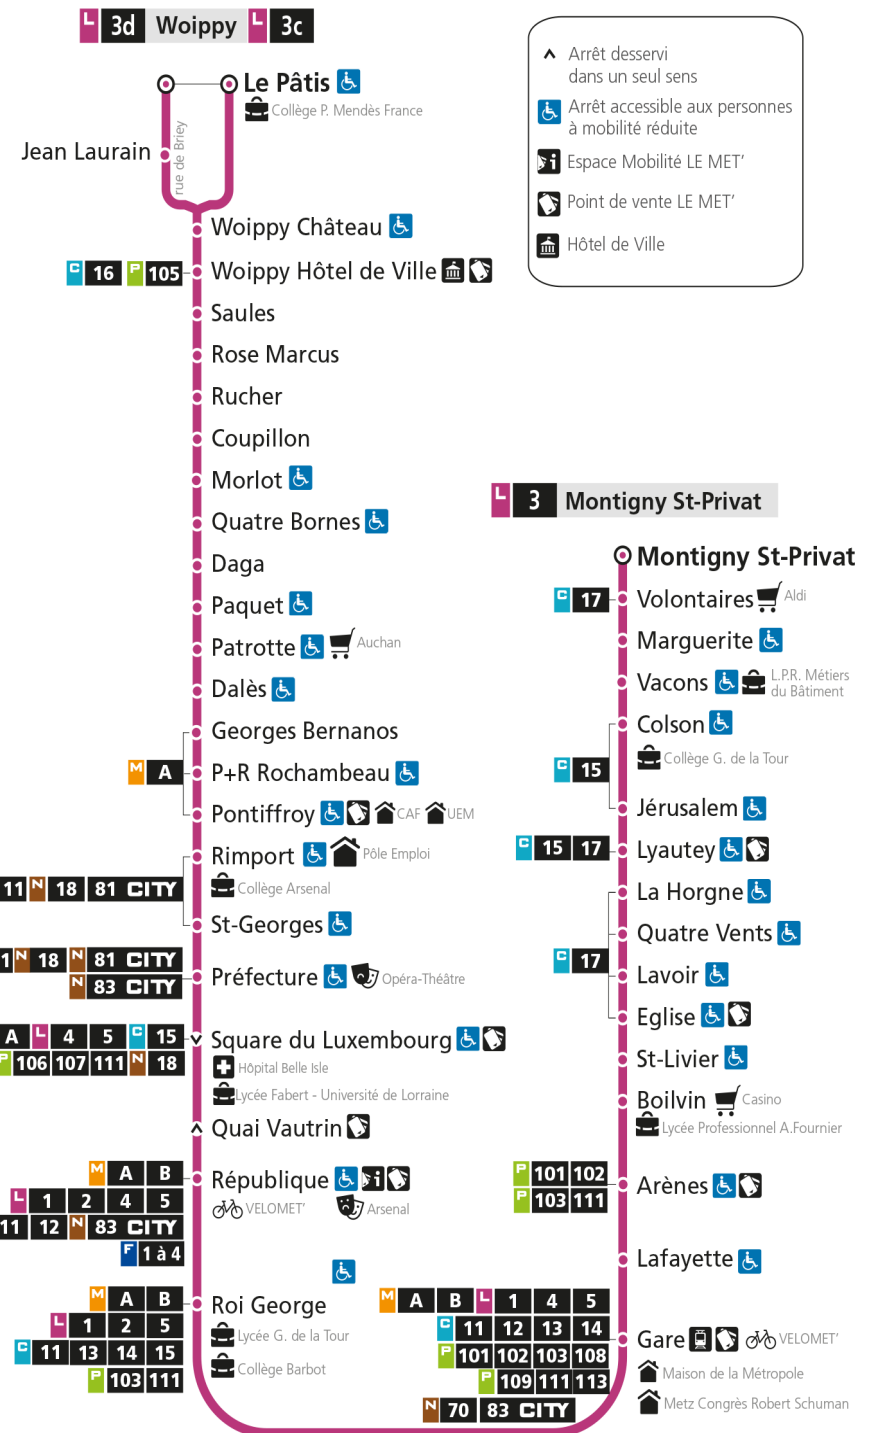 L 3d Woippy L 3c
Le Pâtis
Collège P. Mendès France
rue de Briey
Jean Laurain
Woippy Château
C 16 P 105 Woippy Hôtel de Ville
Saules
Rose Marcus
Rucher
Coupillon
Morlot
Quatre Bornes
Daga
Paquet
Patrotte Auchan
Dalès
Georges Bernanos
M A P+R Rochambeau
Pontiffroy CAF UEM
Rimport Pôle Emploi
11 N 18 81 CITY Collège Arsenal
St-Georges
1 N 18 N 81 CITY
N 83 CITY
Préfecture Opéra-Théâtre
A L 4 5 C 15 Square du Luxembourg
P 106 107 111 N 18 Hôpital Belle Isle
Lycée Fabert - Université de Lorraine
Quai Vautrin
M A B République
L 1 2 4 5 VELOMET' Arsenal
11 12 N 83 CITY
F 1 à 4
M A B Roi George
L 1 2 5 Lycée G. de la Tour
C 11 13 14 15 Collège Barbot
P 103 111
Arrêt desservi
dans un seul sens
Arrêt accessible aux personnes
à mobilité réduite
i Espace Mobilité LE MET'
Point de vente LE MET'
Hôtel de Ville
L 3 Montigny St-Privat
Montigny St-Privat
C 17 Volontaires Aldi
Marguerite
Vacons L.P.R. Métiers
du Bâtiment
Colson
Collège G. de la Tour
C 15
Jérusalem
C 15 17 Lyautey
La Horgne
Quatre Vents
C 17 Lavoir
Eglise
St-Livier
Boilvin Casino
Lycée Professionnel A.Fournier
P 101 102
P 103 111
Arènes
Lafayette
M A B L 1 4 5
C 11 12 13 14 Gare VELOMET'
P 101 102 103 108
P 109 111 113 Maison de la Métropole
N 70 83 CITY Metz Congrès Robert Schuman